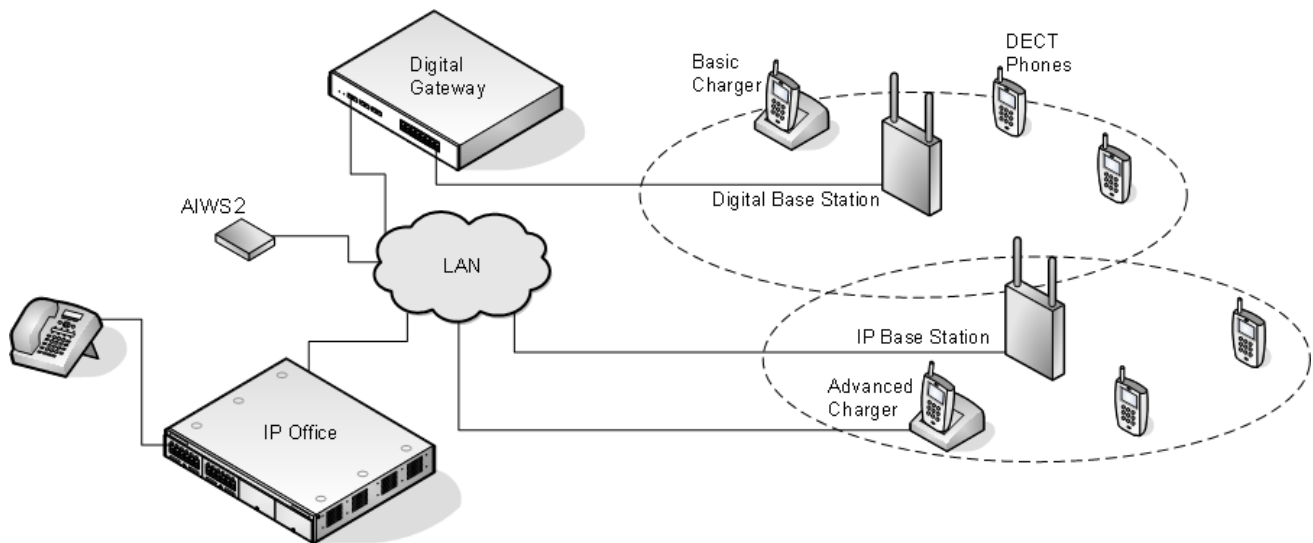 Digital
Gateway
Basic
Charger
DECT
Phones
Digital Base Station
AIWS2
LAN
IP Base Station
Advanced
Charger
IP Office